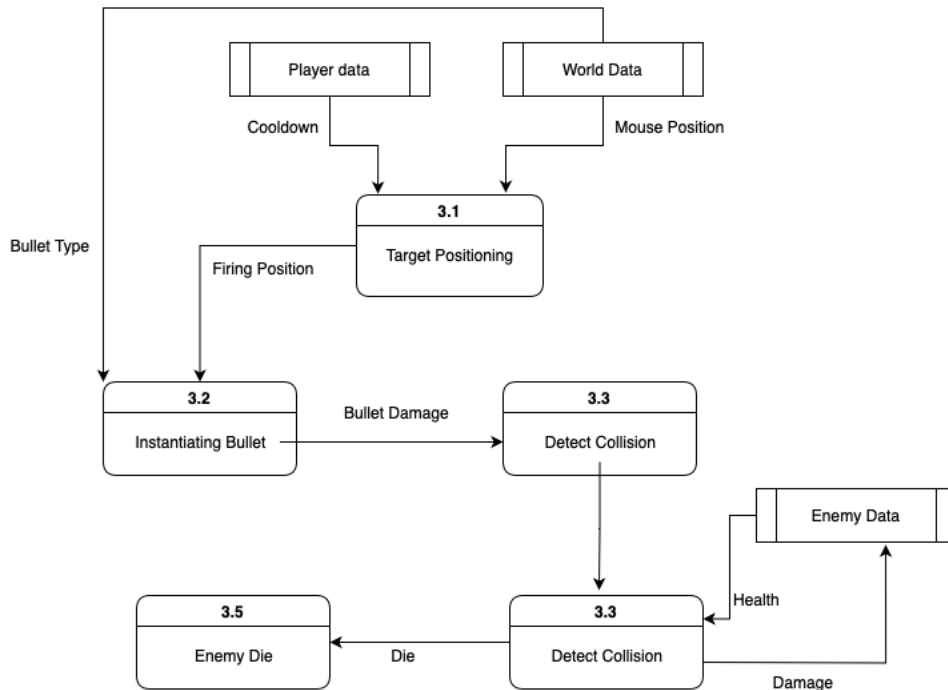 Player data
World Data
Cooldown
Mouse Position
3.1
Bullet Type
Firing Position
Target Positioning
3.2
3.3
Bullet Damage
Instantiating Bullet
Detect Collision
Enemy Data
3.5
3.3
Health
Enemy Die
Die
Detect Collision
Damage